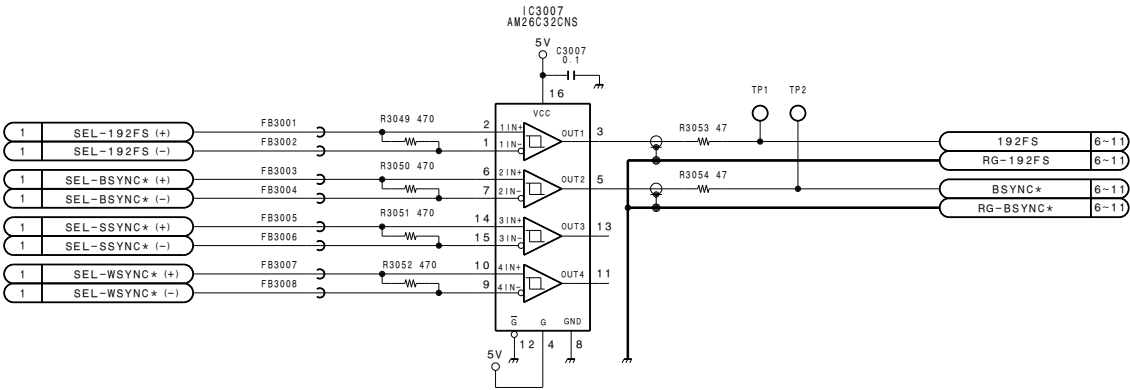 IC3007
AM26C32CNS
5V
C3007
0.1
16
VCC
TP1 TP2
1 SEL-192FS (+) FB3001 R3049 470 2 1IN+ OUT1 3 R3053 47 192FS 6~11
1 SEL-192FS (-) FB3002 1 1IN- RG-192FS 6~11
1 SEL-BSYNC* (+) FB3003 R3050 470 6 2IN+ OUT2 5 R3054 47 BSYNC* 6~11
1 SEL-BSYNC* (-) FB3004 7 2IN- RG-BSYNC* 6~11
1 SEL-SSYNC* (+) FB3005 R3051 470 14 3IN+ OUT3 13
1 SEL-SSYNC* (-) FB3006 15 3IN-
1 SEL-WSYNC* (+) FB3007 R3052 470 10 4IN+ OUT4 11
1 SEL-WSYNC* (-) FB3008 9 4IN-
G G GND
12 4 8
5V